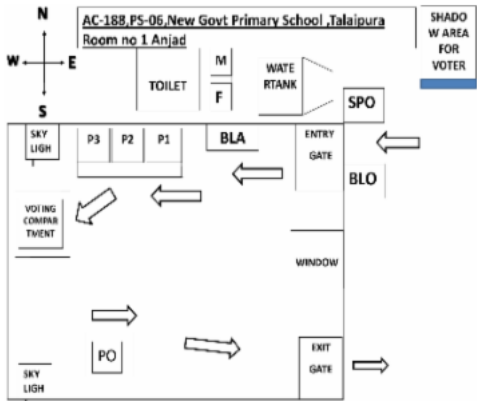 N
W E
S
AC-188,PS-06,New Govt Primary School ,Talaipura
Room no 1 Anjad
SHADO
W AREA
FOR
VOTER
TOILET
M
F
WATE
RTANK
SPO
SKY
LIGH
P3 P2 P1
BLA
ENTRY
GATE
BLO
VOTING
COMPAR
TMENT
WINDOW
PO
EXIT
GATE
SKY
LIGH